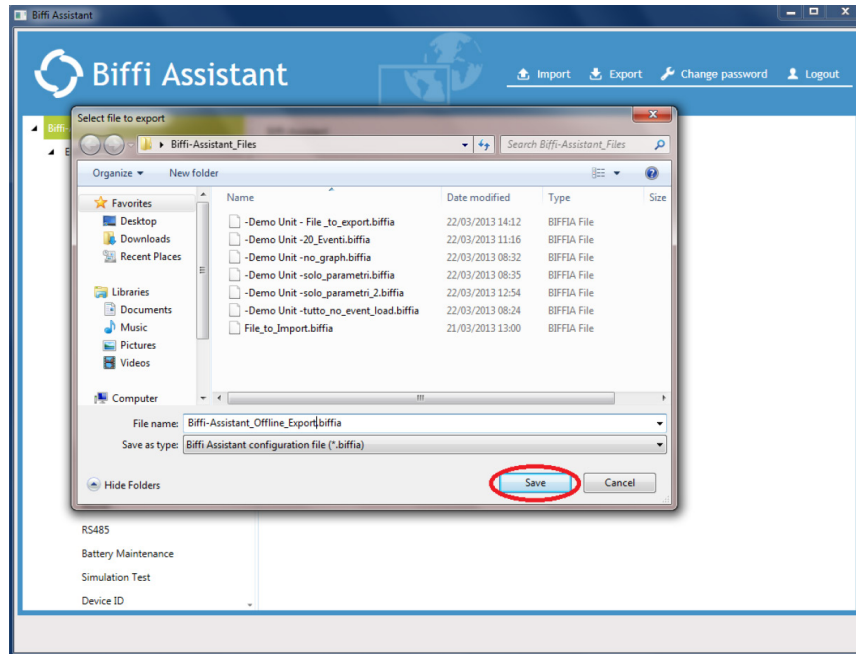 Biffi Assistant
Biffi Assistant
Import Export Change password Logout
Select file to export
Biffi-Assistant_Files
Search Biffi-Assistant_Files
Organize New folder
Name Date modified Type Size
Favorites
Desktop
Downloads
Recent Places
Libraries
Documents
Music
Pictures
Videos
Computer
-Demo Unit - File _to_export.biffia 22/03/2013 14:12 BIFFIA File
-Demo Unit -20_Eventi.biffia 22/03/2013 11:16 BIFFIA File
-Demo Unit -no_graph.biffia 22/03/2013 08:32 BIFFIA File
-Demo Unit -solo_parametri.biffia 22/03/2013 08:35 BIFFIA File
-Demo Unit -solo_parametri_2.biffia 22/03/2013 12:54 BIFFIA File
-Demo Unit -tutto_no_event_load.biffia 22/03/2013 08:24 BIFFIA File
File_to_Import.biffia 21/03/2013 13:00 BIFFIA File
File name: Biffi-Assistant_Offline_Export.biffia
Save as type: Biffi Assistant configuration file (*.biffia)
Hide Folders
Save Cancel
RS485
Battery Maintenance
Simulation Test
Device ID